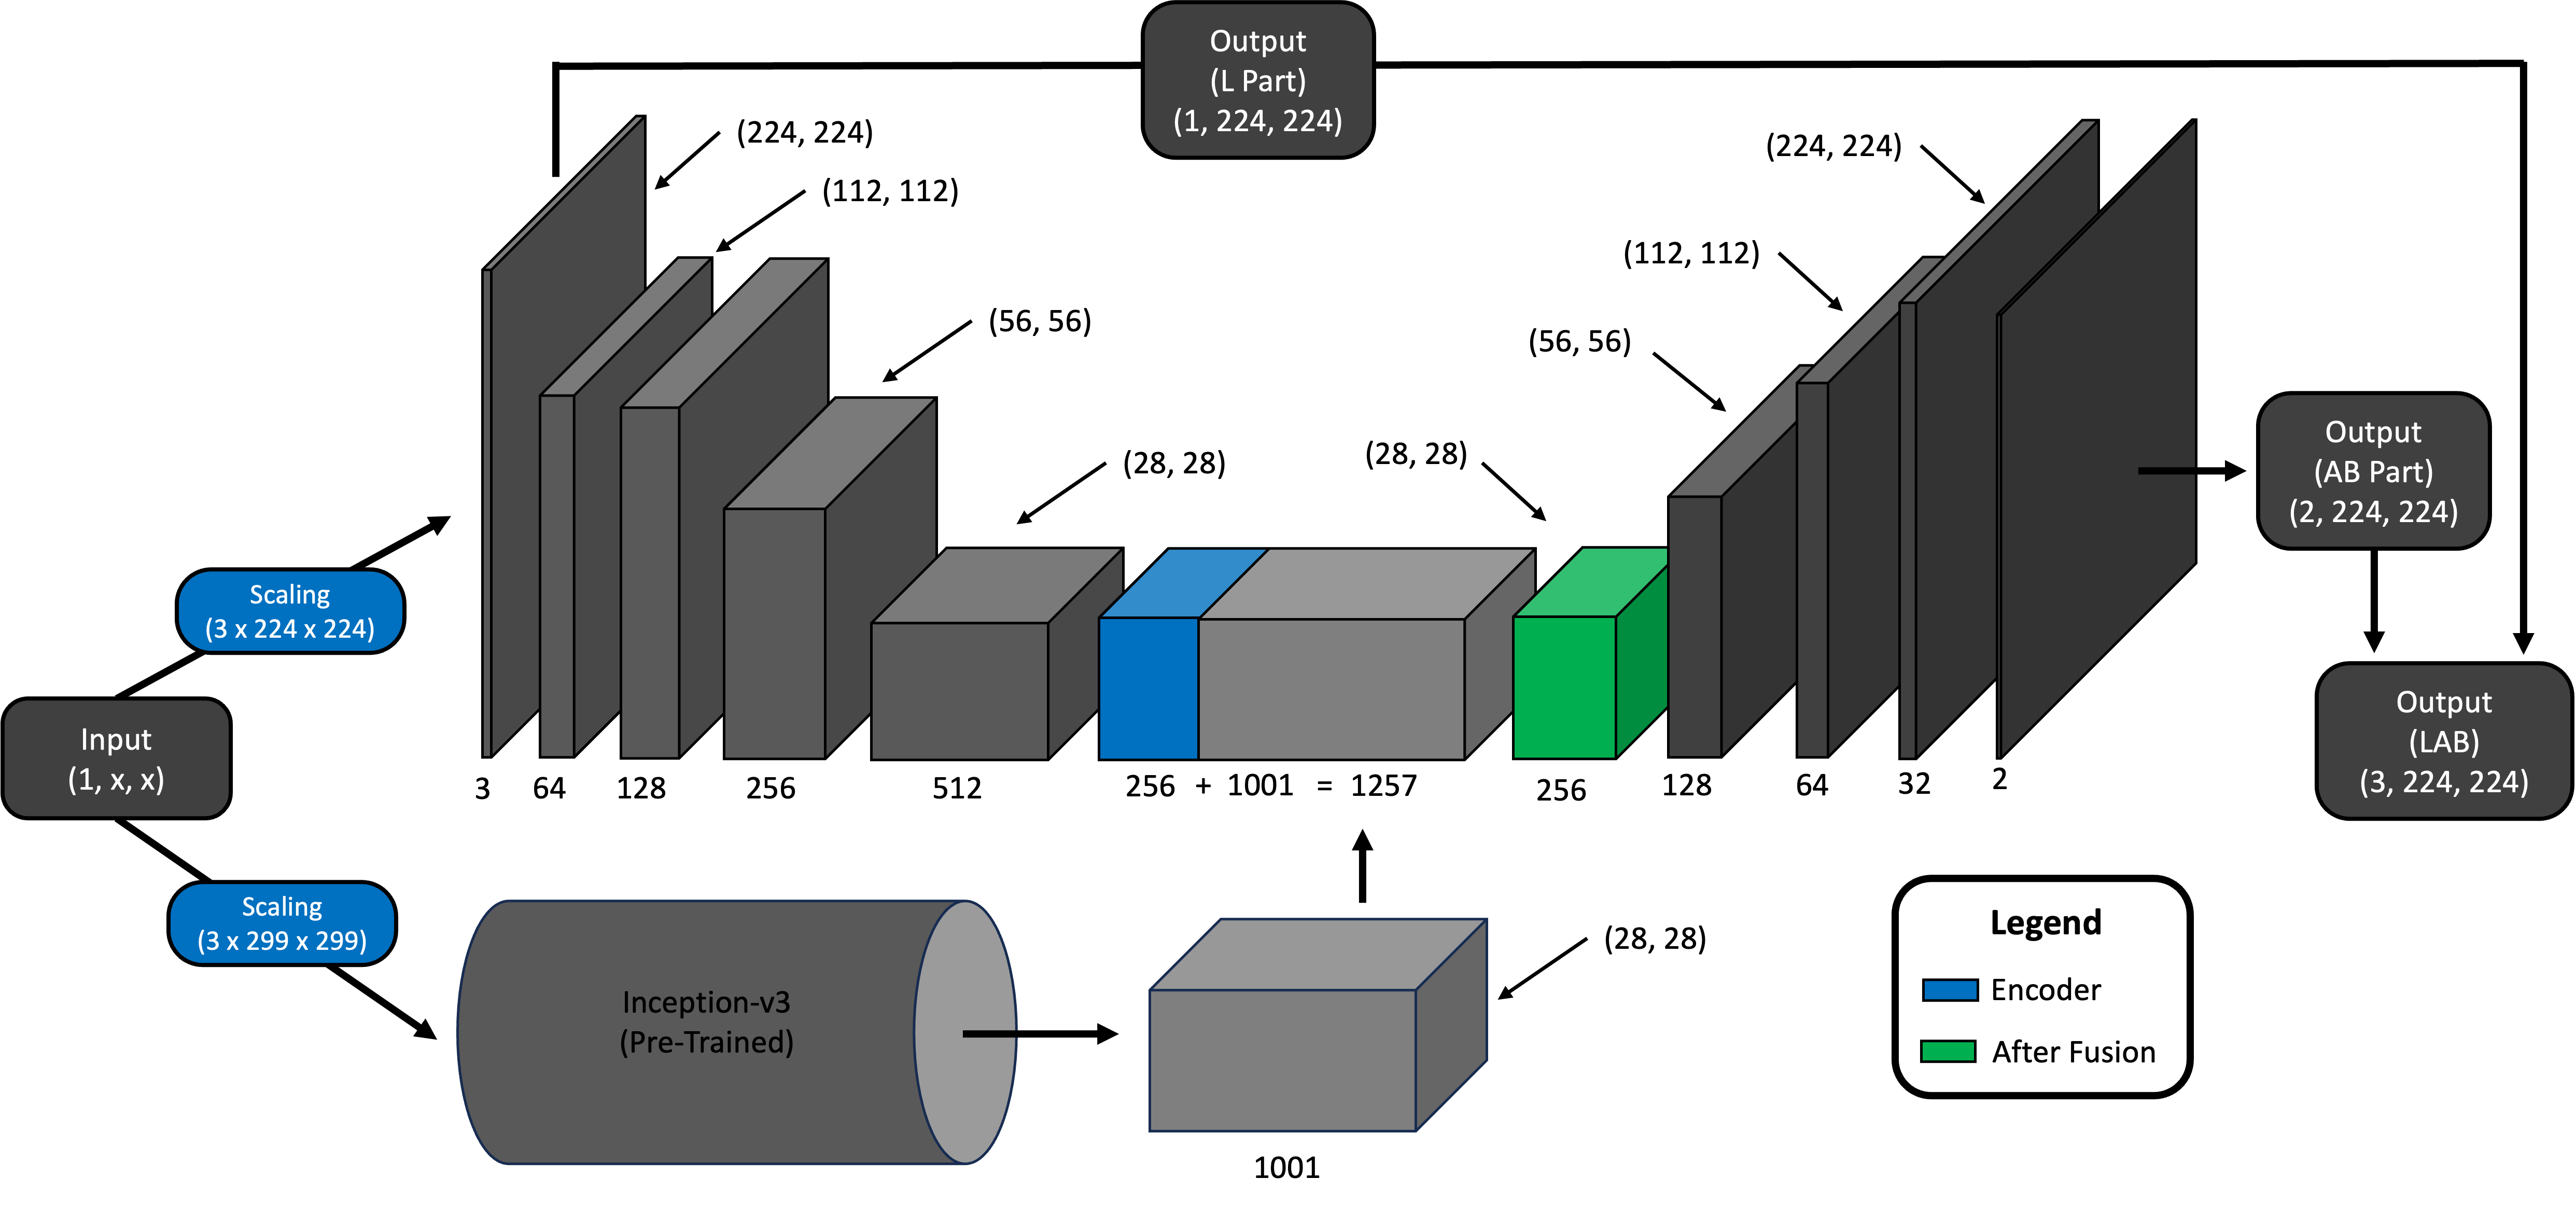 Output
(L Part)
(1, 224, 224)
(224, 224)
(112, 112)
(56, 56)
(28, 28)
(28, 28)
(56, 56)
(112, 112)
(224, 224)
Scaling
(3 x 224 x 224)
Input
(1, x, x)
Scaling
(3 x 299 x 299)
3
64
128
256
512
256 + 1001 = 1257
256
128
64
32
2
Output
(AB Part)
(2, 224, 224)
Output
(LAB)
(3, 224, 224)
Inception-v3
(Pre-Trained)
(28, 28)
1001
Legend
Encoder
After Fusion